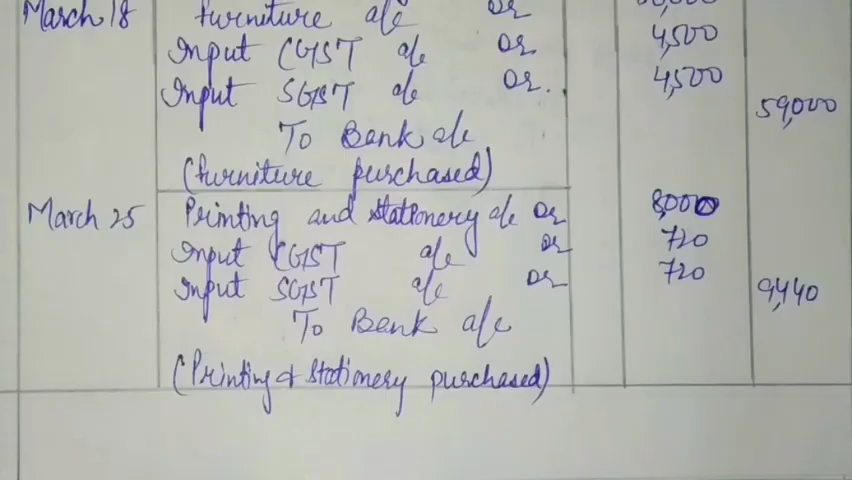 March 18 furniture a/c Dr
Input CGST a/c Dr 4,500
Input SGST a/c Dr. 4,500
To Bank a/c 59,000
(furniture purchased)
March 25 Printing and stationery a/c Dr 8,000
Input CGST a/c Dr 720
Input SGST a/c Dr 720
To Bank a/c 9,440
(Printing & Stationery purchased)